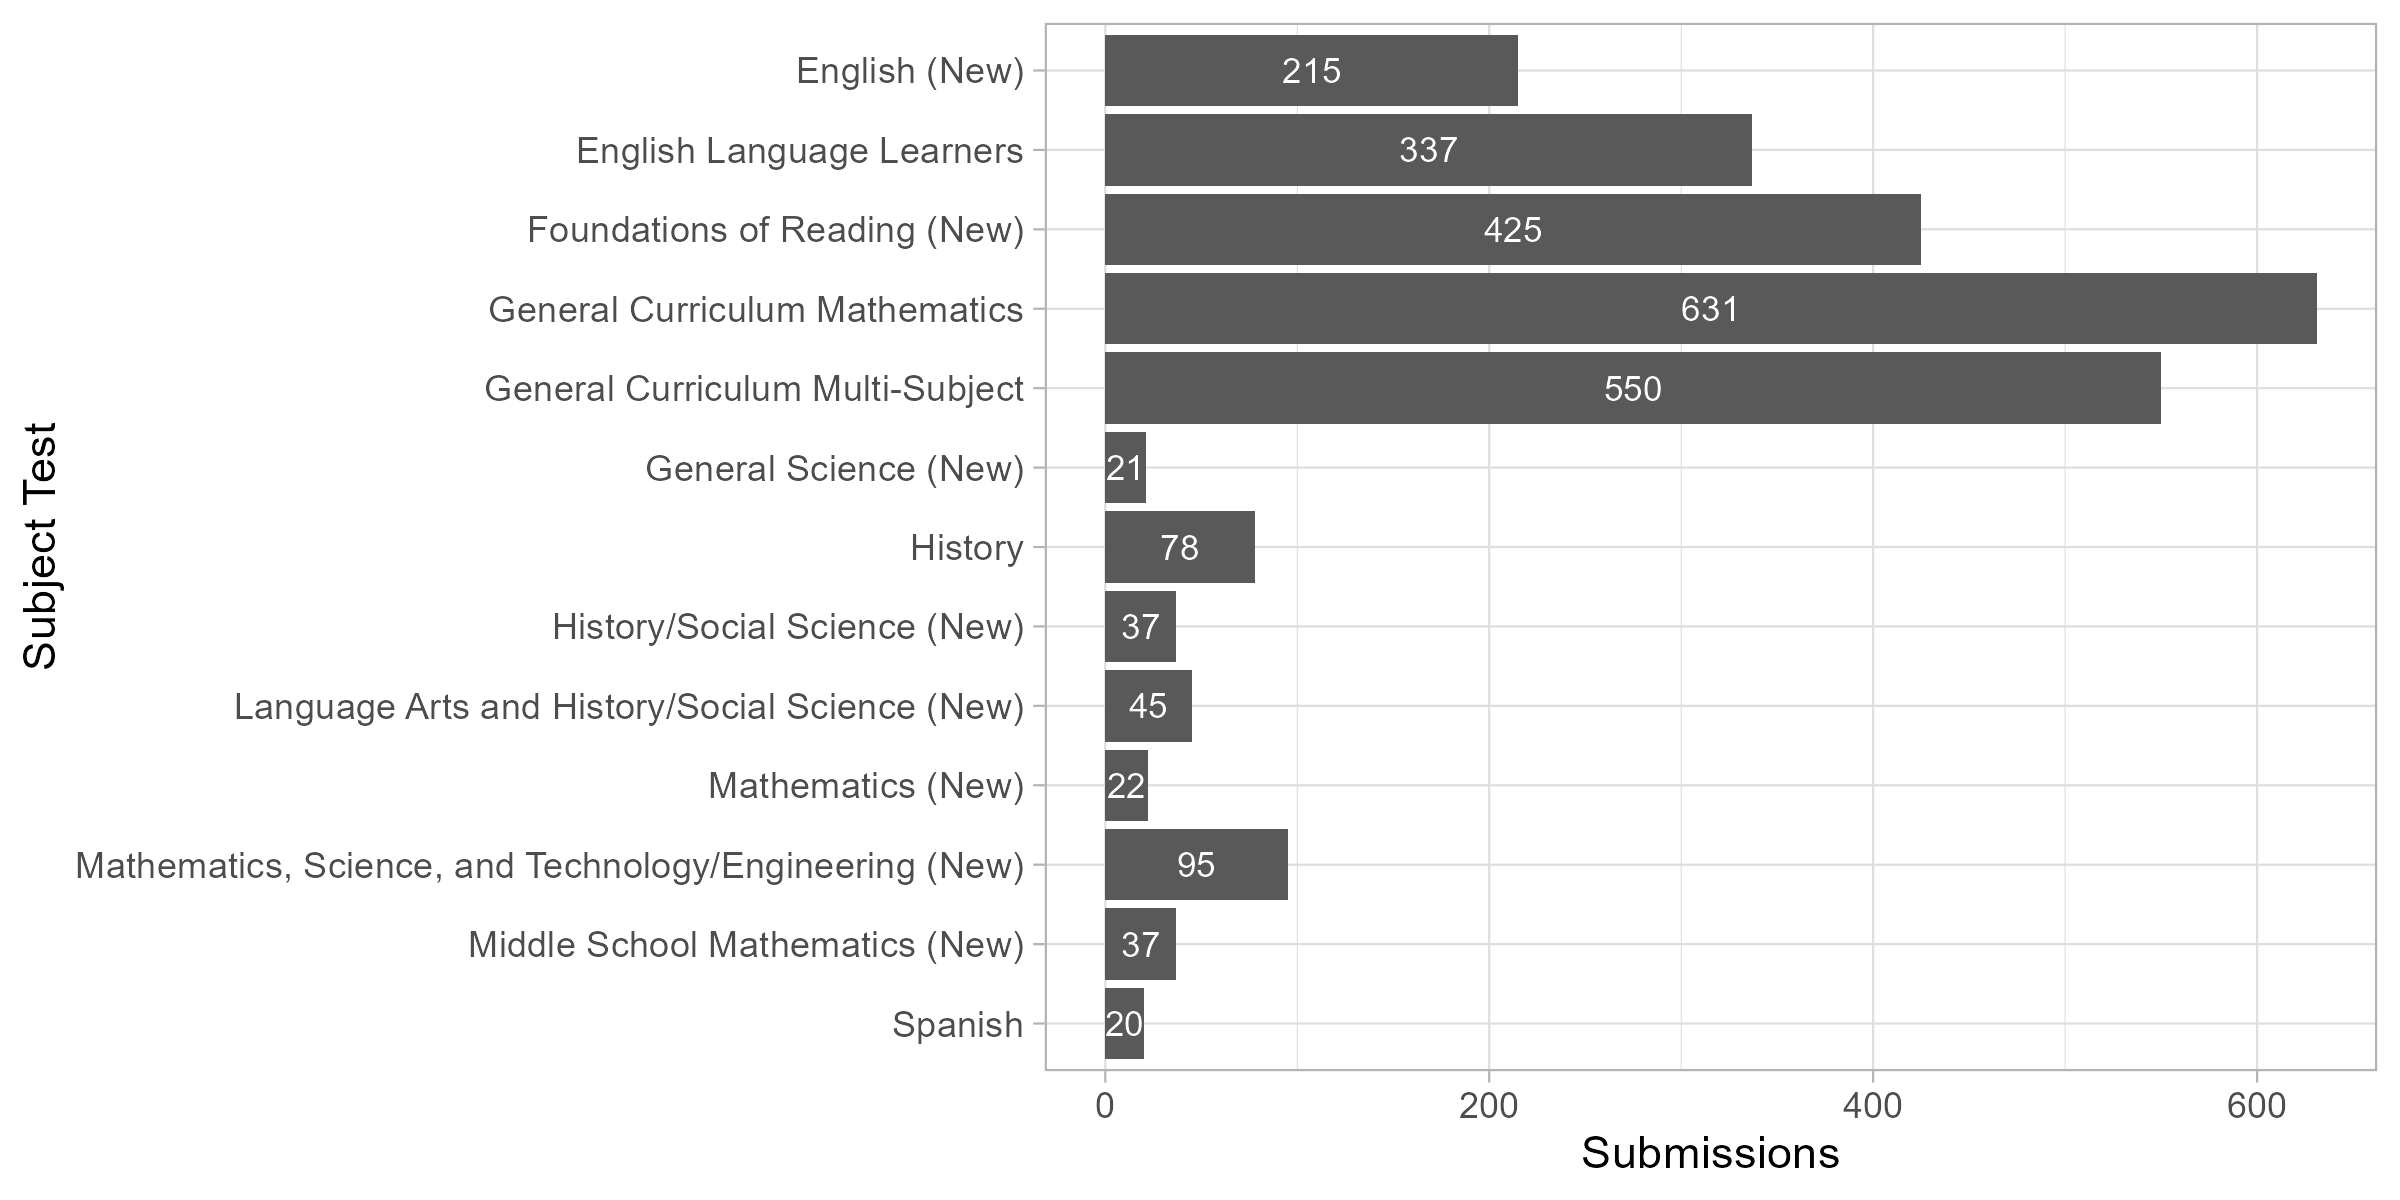 Subject Test
English (New) 215
English Language Learners 337
Foundations of Reading (New) 425
General Curriculum Mathematics 631
General Curriculum Multi-Subject 550
General Science (New) 21
History 78
History/Social Science (New) 37
Language Arts and History/Social Science (New) 45
Mathematics (New) 22
Mathematics, Science, and Technology/Engineering (New) 95
Middle School Mathematics (New) 37
Spanish 20
0 200 400 600
Submissions